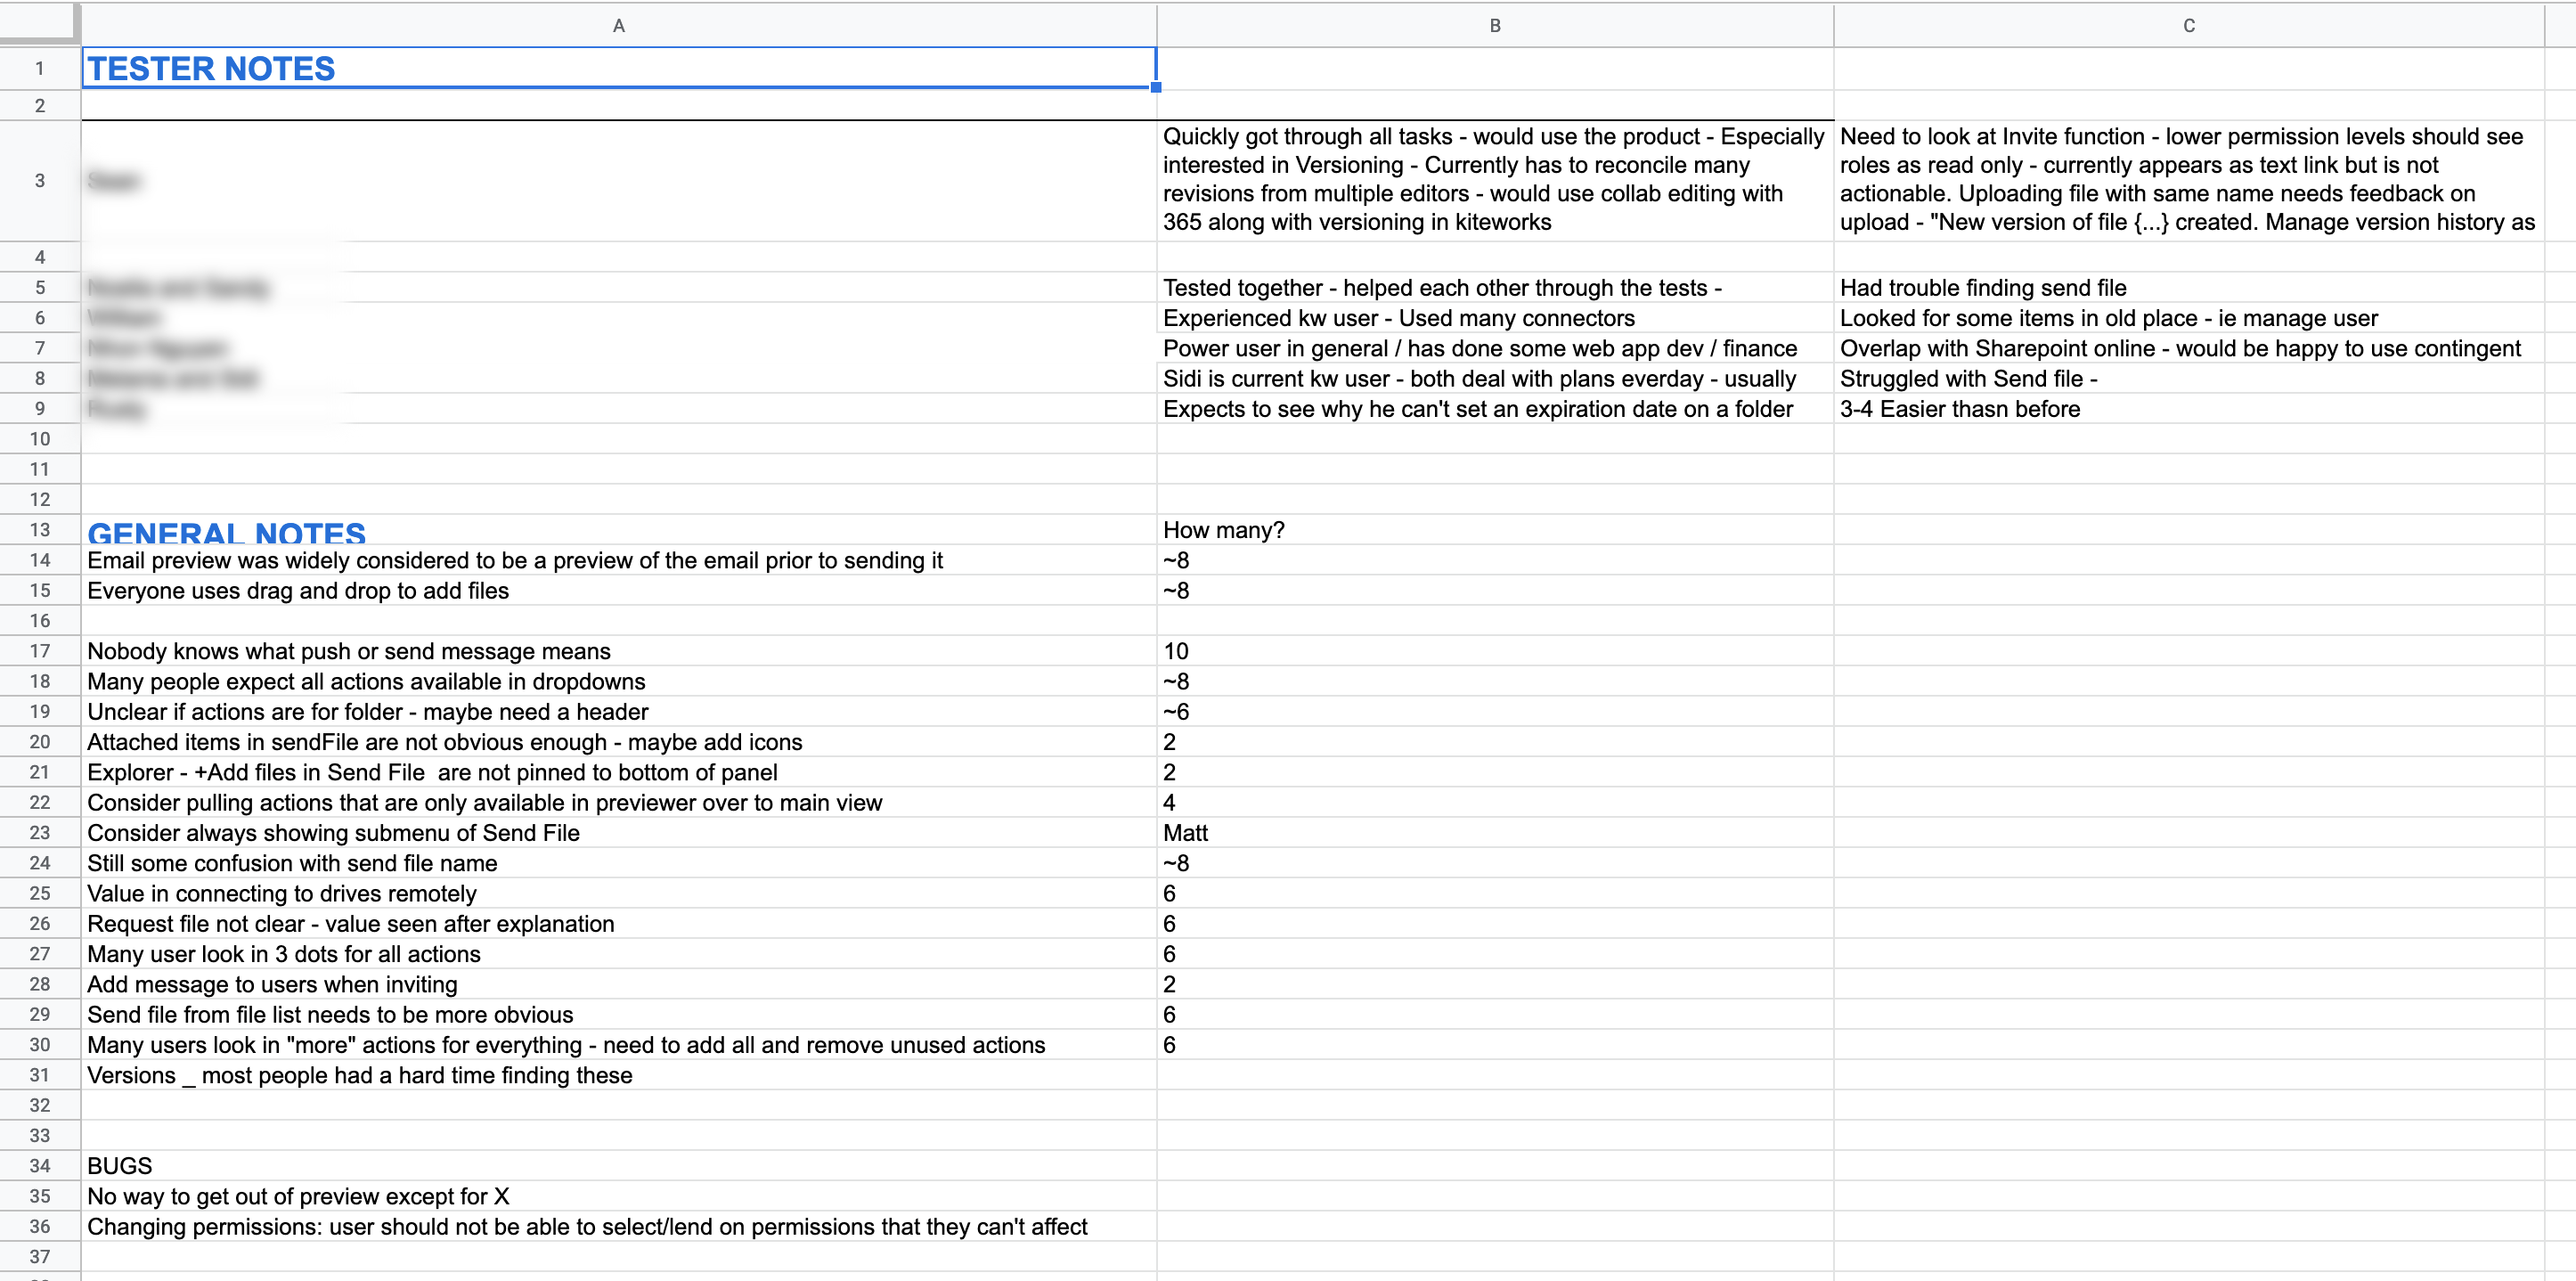 A B C
1 TESTER NOTES
2
3 Quickly got through all tasks - would use the product - Especially
interested in Versioning - Currently has to reconcile many
revisions from multiple editors - would use collab editing with
365 along with versioning in kiteworks
Need to look at Invite function - lower permission levels should see
roles as read only - currently appears as text link but is not
actionable. Uploading file with same name needs feedback on
upload - "New version of file {...} created. Manage version history as
4
5 Tested together - helped each other through the tests - Had trouble finding send file
6 Experienced kw user - Used many connectors Looked for some items in old place - ie manage user
7 Power user in general / has done some web app dev / finance Overlap with Sharepoint online - would be happy to use contingent
8 Sidi is current kw user - both deal with plans everday - usually Struggled with Send file -
9 Expects to see why he can't set an expiration date on a folder 3-4 Easier thasn before
10
11
12
13 GENERAL NOTES How many?
14 Email preview was widely considered to be a preview of the email prior to sending it ~8
15 Everyone uses drag and drop to add files ~8
16
17 Nobody knows what push or send message means 10
18 Many people expect all actions available in dropdowns ~8
19 Unclear if actions are for folder - maybe need a header ~6
20 Attached items in sendFile are not obvious enough - maybe add icons 2
21 Explorer - +Add files in Send File are not pinned to bottom of panel 2
22 Consider pulling actions that are only available in previewer over to main view 4
23 Consider always showing submenu of Send File Matt
24 Still some confusion with send file name ~8
25 Value in connecting to drives remotely 6
26 Request file not clear - value seen after explanation 6
27 Many user look in 3 dots for all actions 6
28 Add message to users when inviting 2
29 Send file from file list needs to be more obvious 6
30 Many users look in "more" actions for everything - need to add all and remove unused actions 6
31 Versions _ most people had a hard time finding these
32
33
34 BUGS
35 No way to get out of preview except for X
36 Changing permissions: user should not be able to select/lend on permissions that they can't affect
37